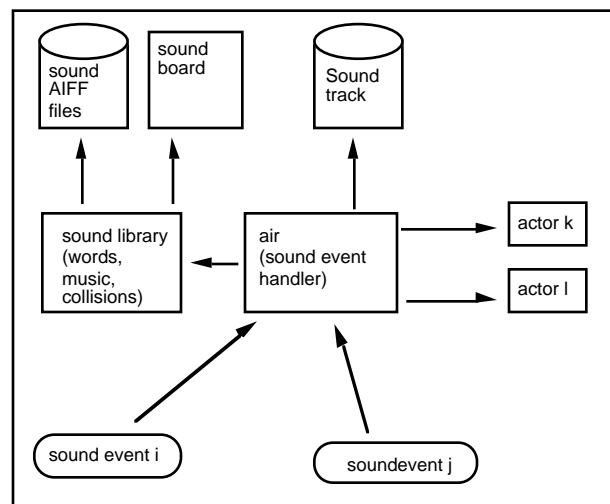 sound
AIFF
files
sound
board
Sound
track
sound library
(words,
music,
collisions)
air
(sound event
handler)
actor k
actor l
sound event i
soundevent j